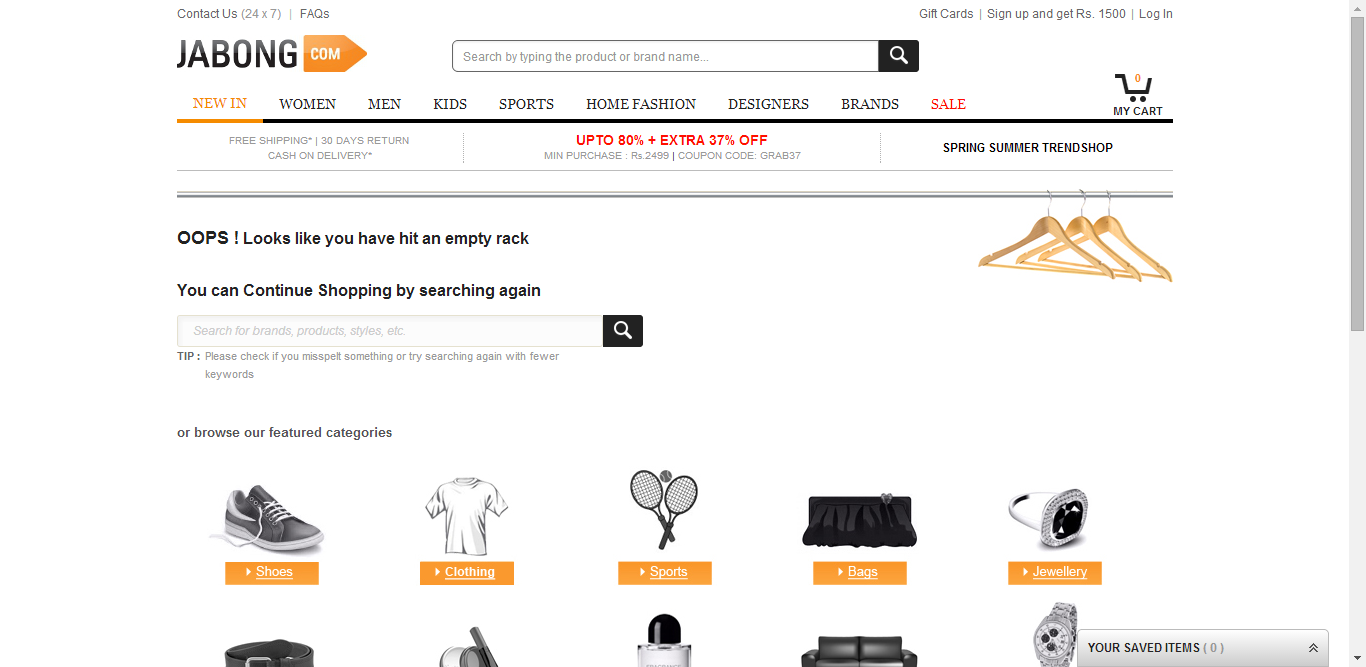 Contact Us (24 x 7) | FAQs
Gift Cards | Sign up and get Rs. 1500 | Log In
JABONG COM
Search by typing the product or brand name...
0
MY CART
NEW IN WOMEN MEN KIDS SPORTS HOME FASHION DESIGNERS BRANDS SALE
FREE SHIPPING* | 30 DAYS RETURN
CASH ON DELIVERY*
UPTO 80% + EXTRA 37% OFF
MIN PURCHASE : Rs.2499 | COUPON CODE: GRAB37
SPRING SUMMER TRENDSHOP
OOPS ! Looks like you have hit an empty rack
You can Continue Shopping by searching again
Search for brands, products, styles, etc.
TIP : Please check if you misspelt something or try searching again with fewer
keywords
or browse our featured categories
Shoes Clothing Sports Bags Jewellery
YOUR SAVED ITEMS ( 0 )